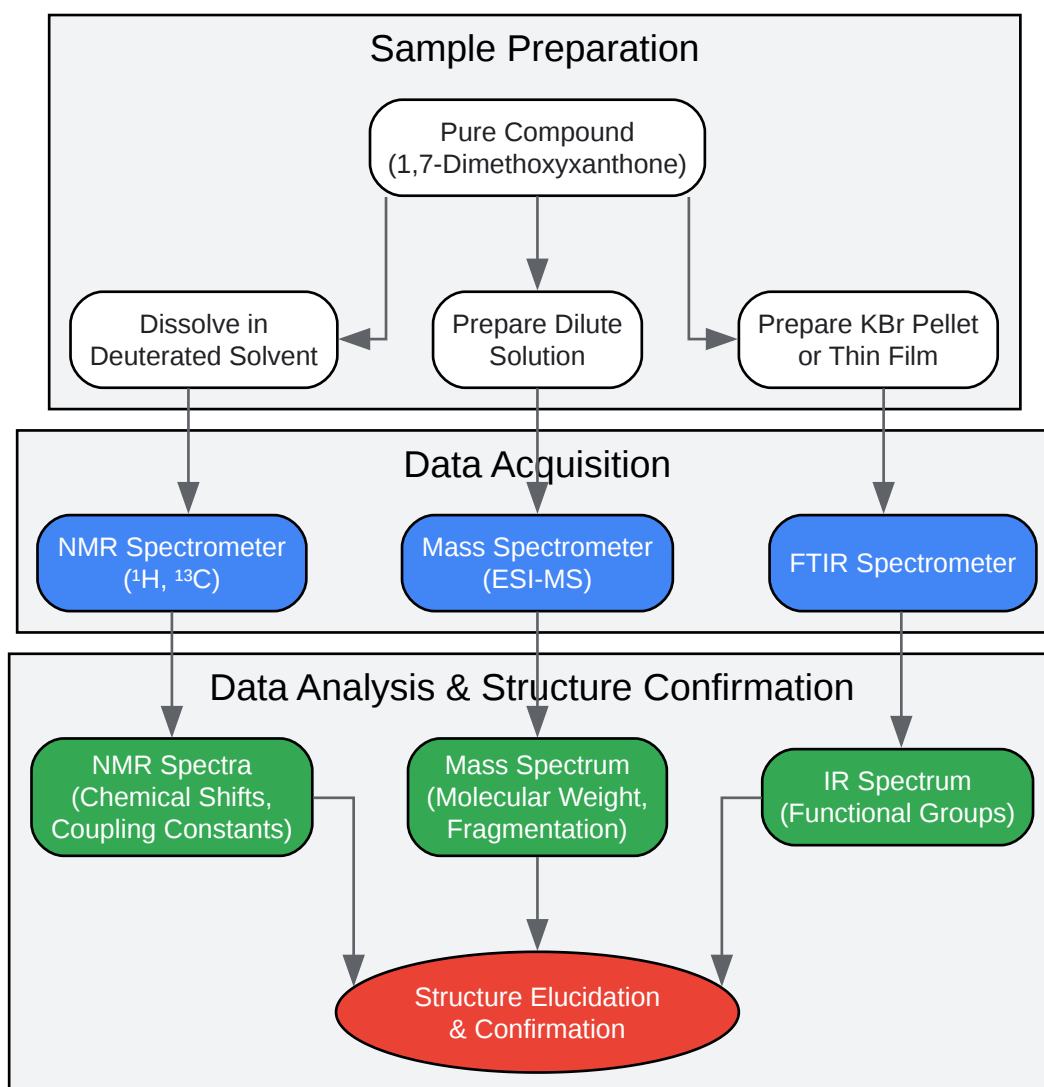 Sample Preparation
Pure Compound
(1,7-Dimethoxyxanthone)
Dissolve in
Deuterated Solvent
Prepare Dilute
Solution
Prepare KBr Pellet
or Thin Film
Data Acquisition
NMR Spectrometer
(¹H, ¹³C)
Mass Spectrometer
(ESI-MS)
FTIR Spectrometer
Data Analysis & Structure Confirmation
NMR Spectra
(Chemical Shifts,
Coupling Constants)
Mass Spectrum
(Molecular Weight,
Fragmentation)
IR Spectrum
(Functional Groups)
Structure Elucidation
& Confirmation